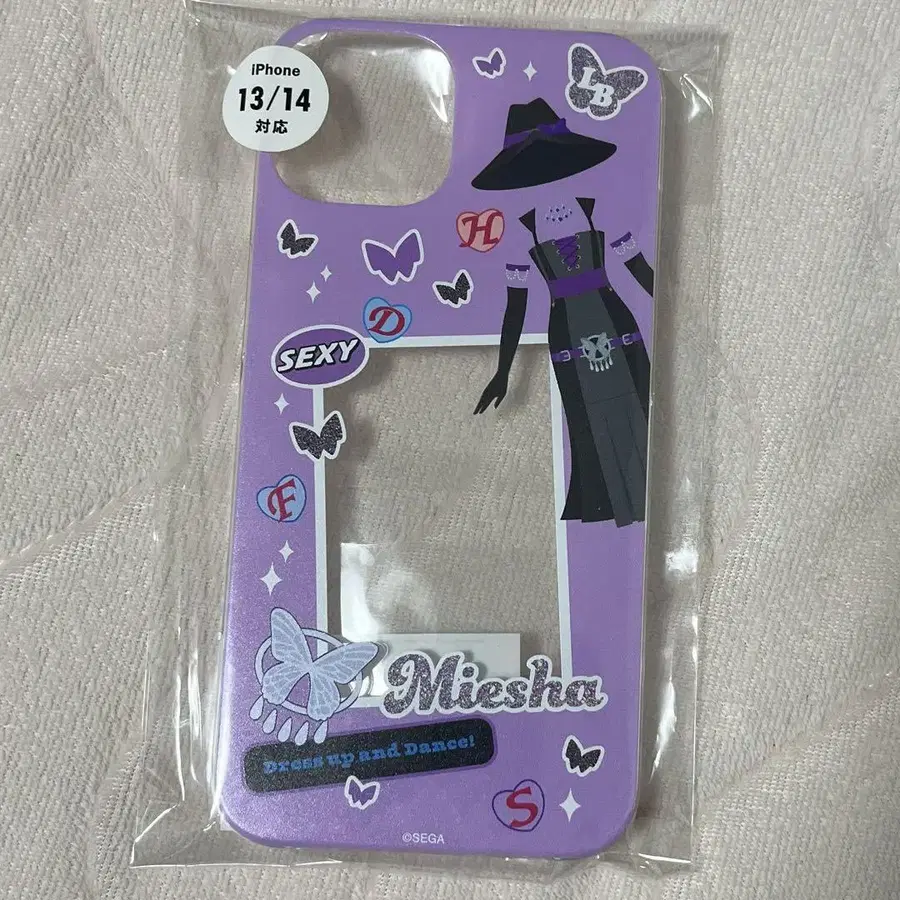 iPhone
13/14
対応
LB
H
D
SEXY
F
Miesha
Dress up and Dance!
S
©SEGA